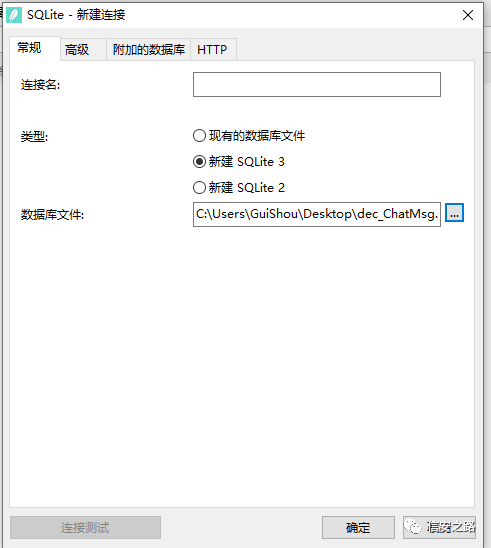 SQLite - 新建连接
常规 高级 附加的数据库 HTTP
连接名:
类型:
现有的数据库文件
新建 SQLite 3
新建 SQLite 2
数据库文件: C:\Users\GuiShou\Desktop\dec_ChatMsg. ...
连接测试 确定
信安之路